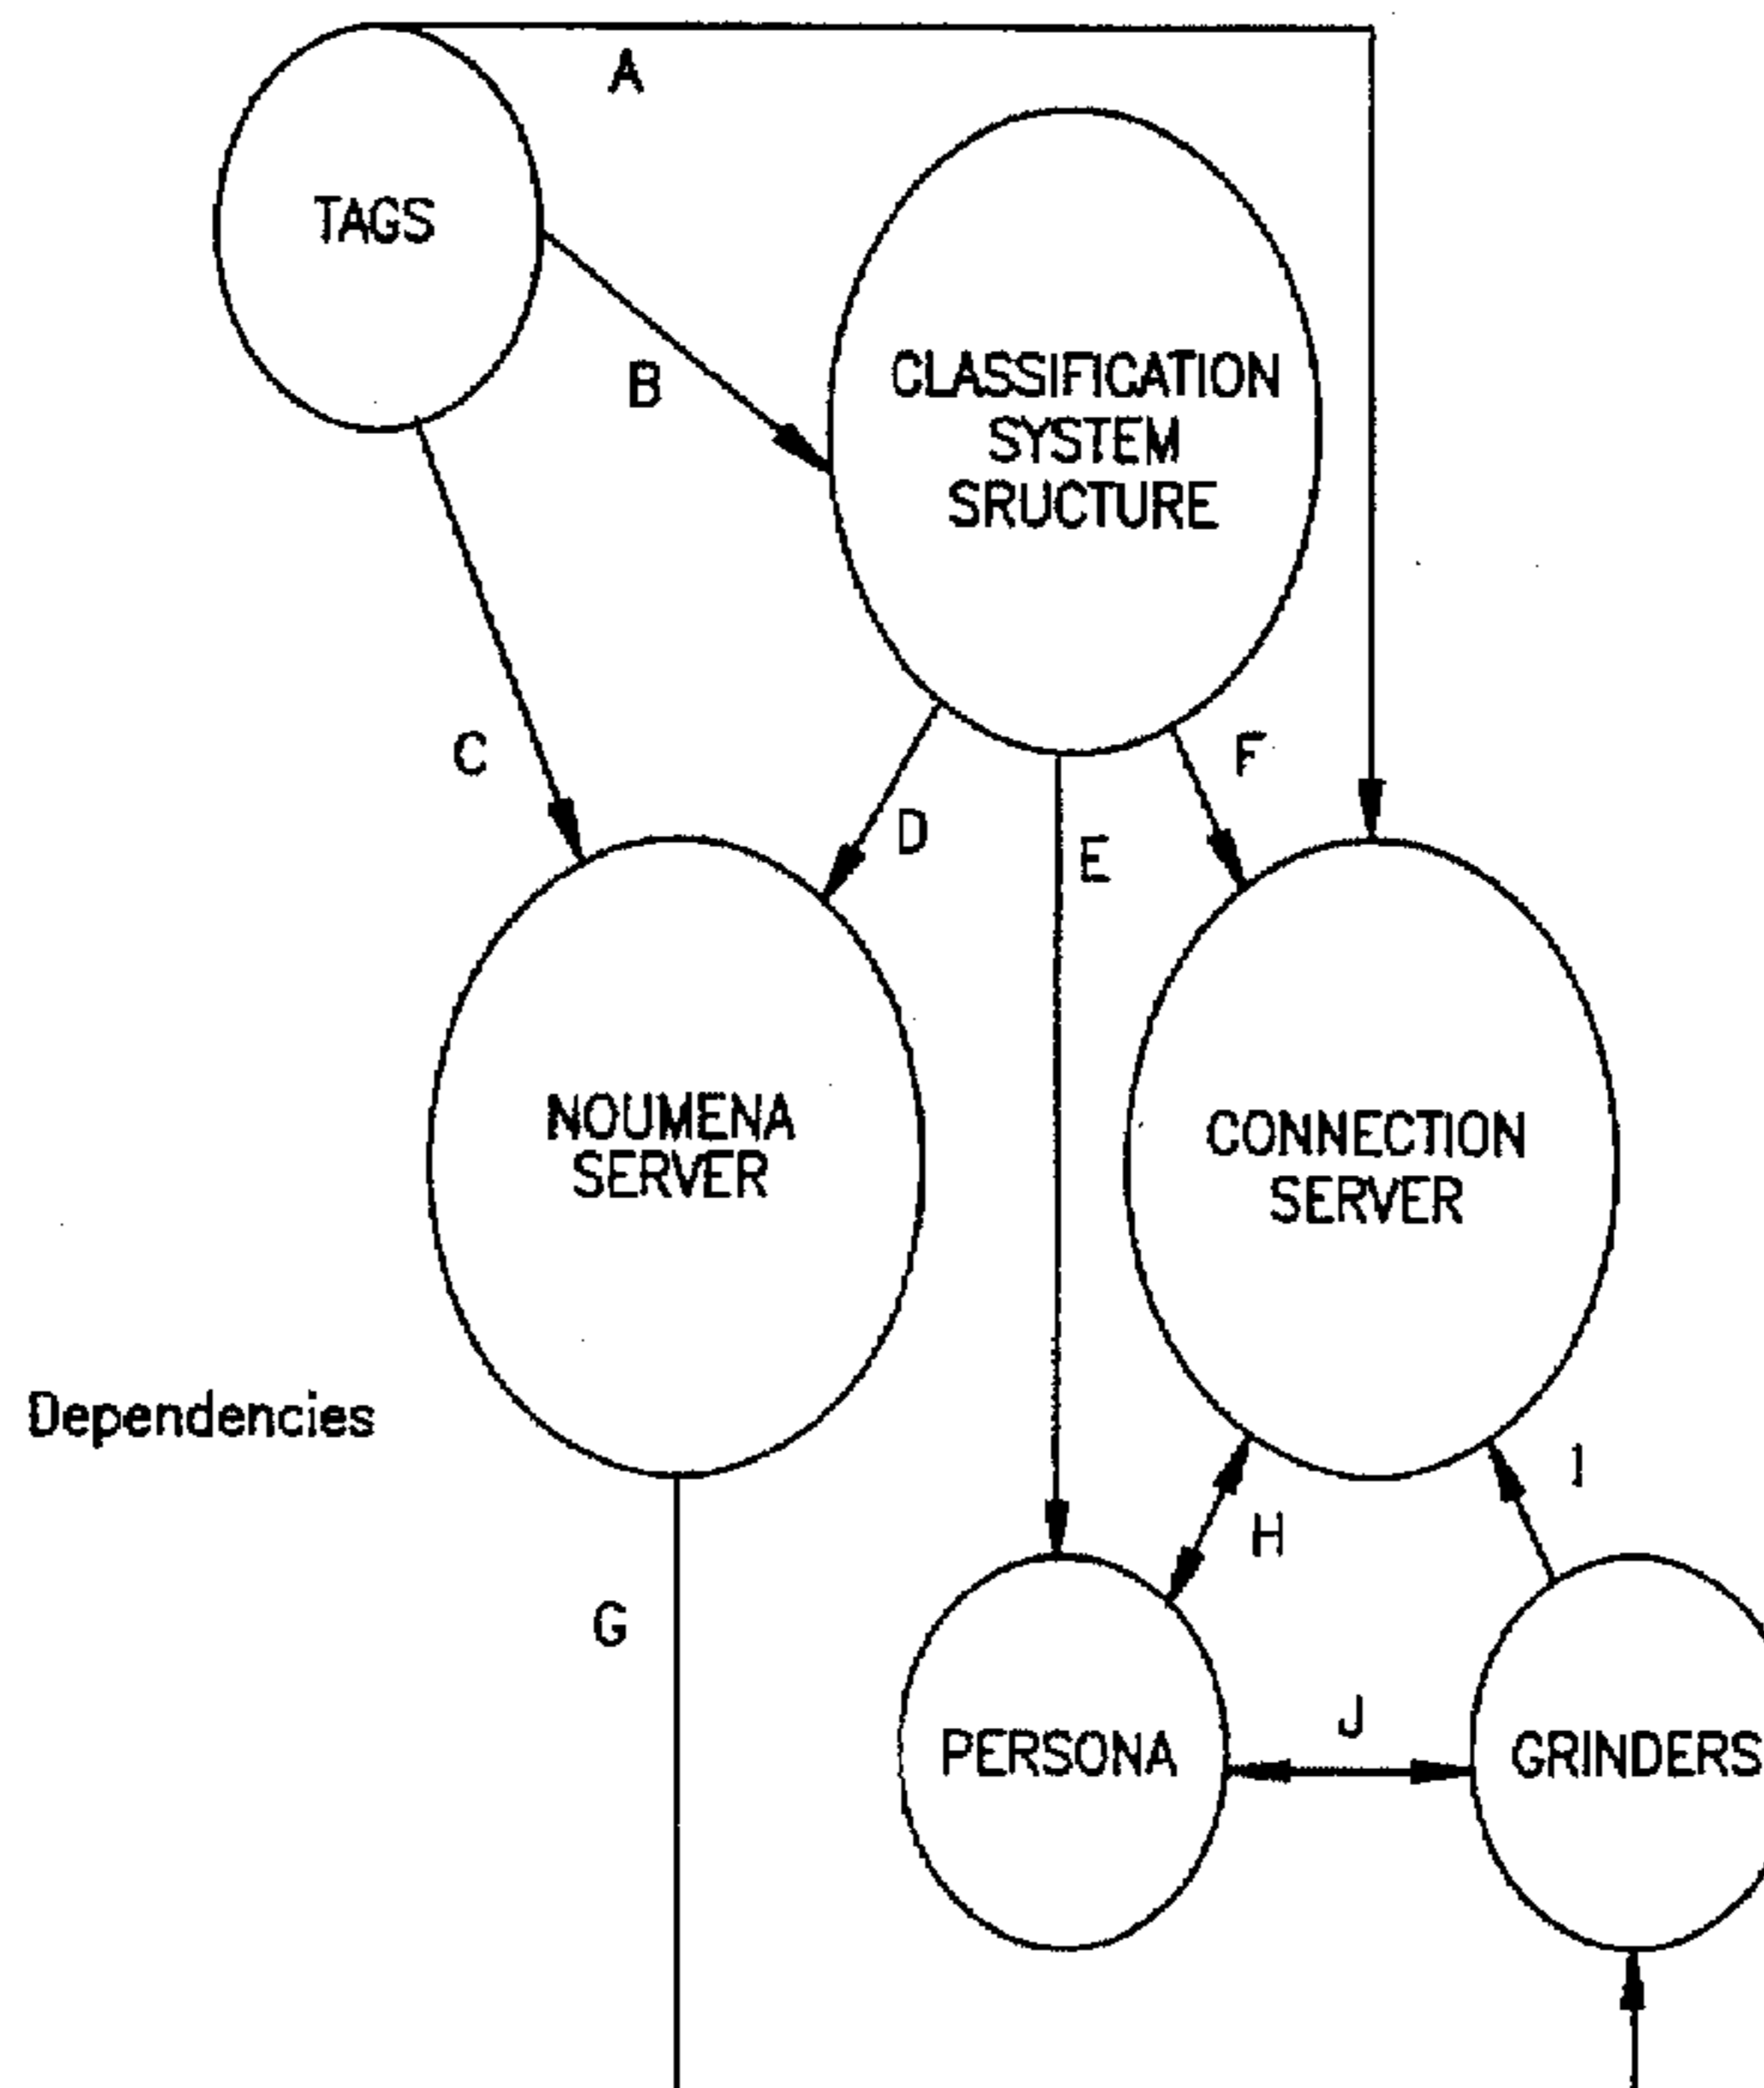 A
TAGS
B
CLASSIFICATION
SYSTEM
SRUCTURE
C
F
D
E
NOUMENA
SERVER
CONNECTION
SERVER
Dependencies
I
H
G
J
PERSONA
GRINDERS